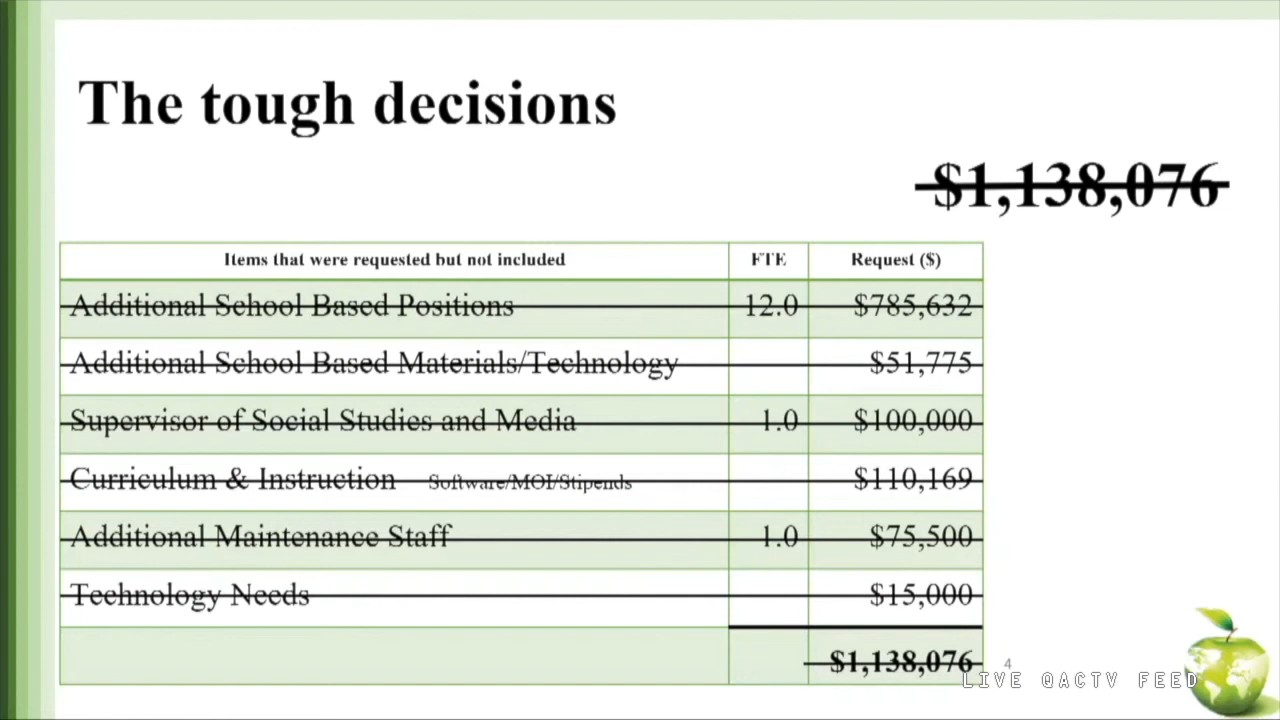 The tough decisions
$1,138,076
Items that were requested but not included FTE Request ($)
Additional School Based Positions 12.0 $785,632
Additional School Based Materials/Technology $51,775
Supervisor of Social Studies and Media 1.0 $100,000
Curriculum & Instruction Software/MOI/Stipends $110,169
Additional Maintenance Staff 1.0 $75,500
Technology Needs $15,000
$1,138,076
4
LIVE QACTV FEED